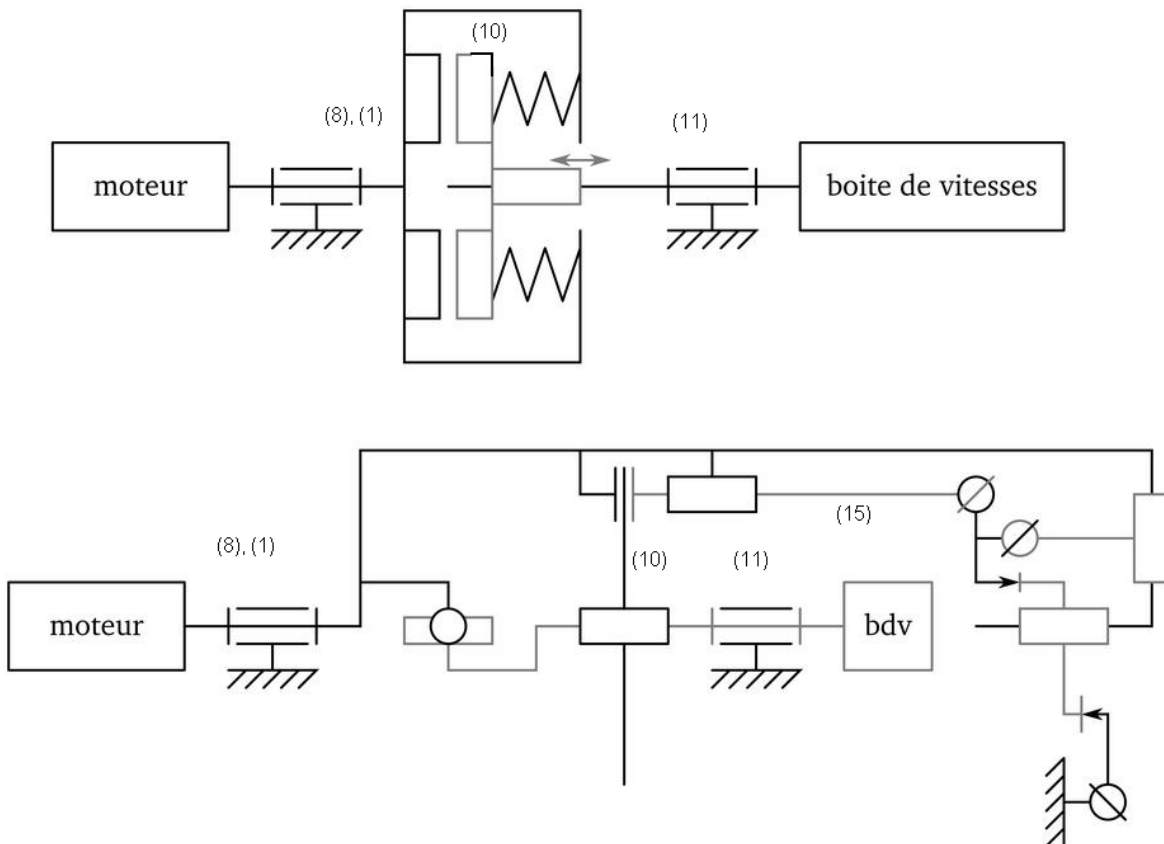 (10)
(8), (1)
(11)
moteur
boite de vitesses
(15)
(8), (1)
(10)
(11)
moteur
bdv